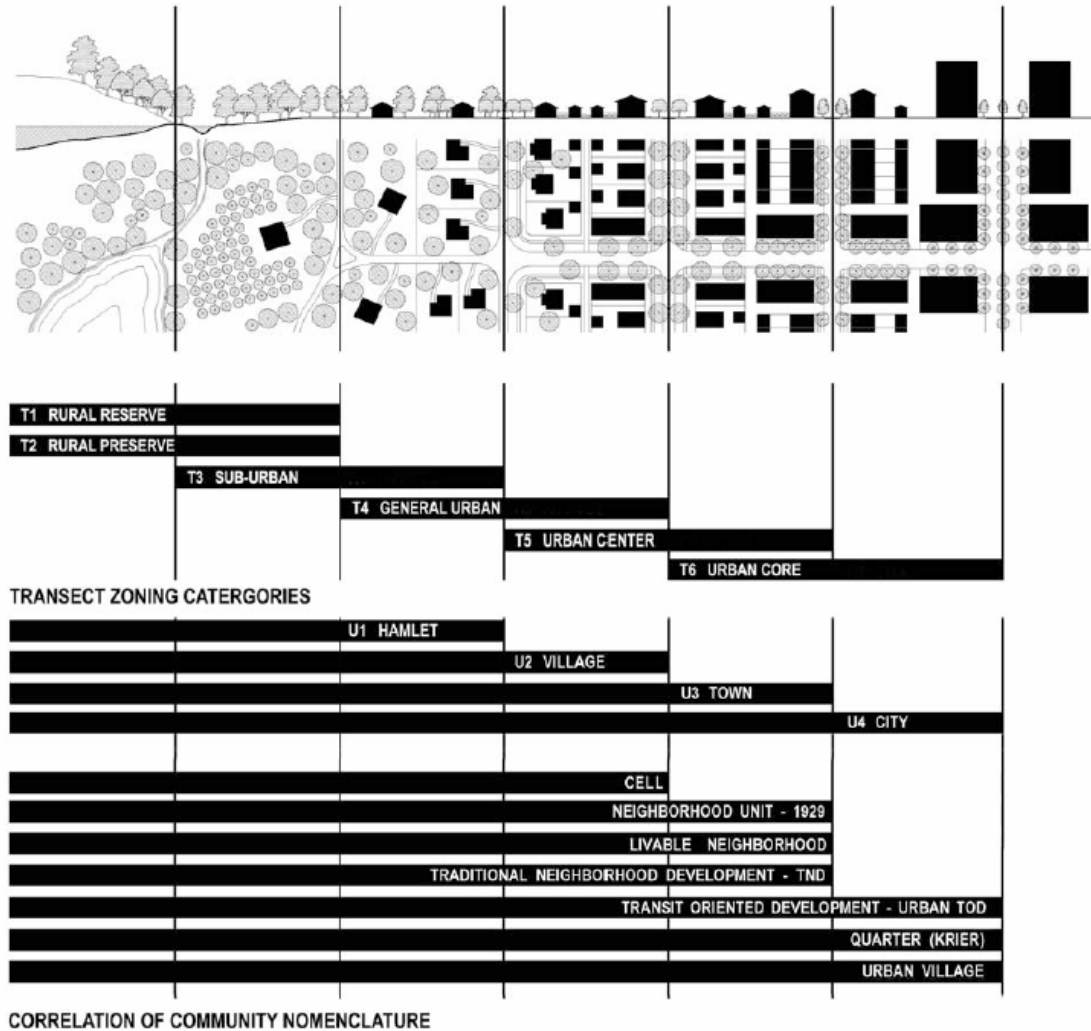 T1 RURAL RESERVE
T2 RURAL PRESERVE
T3 SUB-URBAN
T4 GENERAL URBAN
T5 URBAN CENTER
T6 URBAN CORE
TRANSECT ZONING CATERGORIES
U1 HAMLET
U2 VILLAGE
U3 TOWN
U4 CITY
CELL
NEIGHBORHOOD UNIT - 1929
LIVABLE NEIGHBORHOOD
TRADITIONAL NEIGHBORHOOD DEVELOPMENT - TND
TRANSIT ORIENTED DEVELOPMENT - URBAN TOD
QUARTER (KRIER)
URBAN VILLAGE
CORRELATION OF COMMUNITY NOMENCLATURE